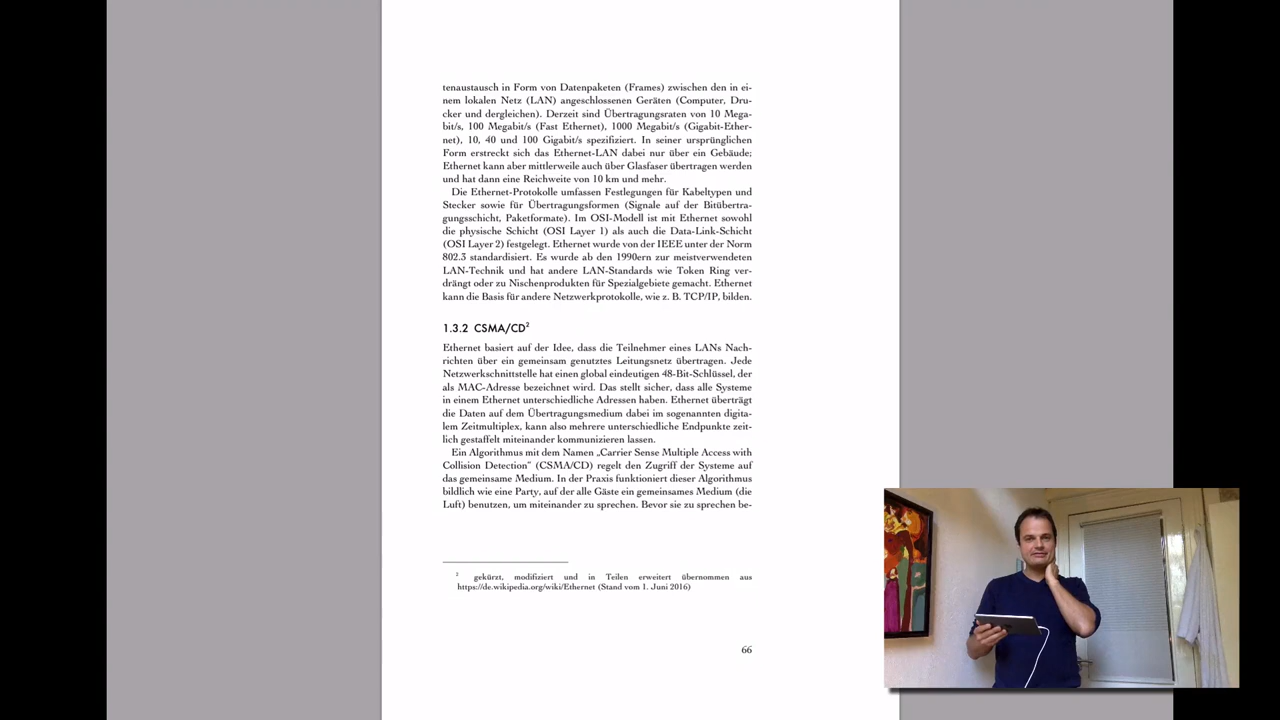 tenaustausch in Form von Datenpaketen (Frames) zwischen den in ei-
nem lokalen Netz (LAN) angeschlossenen Geräten (Computer, Dru-
cker und dergleichen). Derzeit sind Übertragungsraten von 10 Mega-
bit/s, 100 Megabit/s (Fast Ethernet), 1000 Megabit/s (Gigabit-Ether-
net), 10, 40 und 100 Gigabit/s spezifiziert. In seiner ursprünglichen
Form erstreckt sich das Ethernet-LAN dabei nur über ein Gebäude;
Ethernet kann aber mittlerweile auch über Glasfaser übertragen werden
und hat dann eine Reichweite von 10 km und mehr.
Die Ethernet-Protokolle umfassen Festlegungen für Kabeltypen und
Stecker sowie für Übertragungsformen (Signale auf der Bitübertra-
gungsschicht, Paketformate). Im OSI-Modell ist mit Ethernet sowohl
die physische Schicht (OSI Layer 1) als auch die Data-Link-Schicht
(OSI Layer 2) festgelegt. Ethernet wurde von der IEEE unter der Norm
802.3 standardisiert. Es wurde ab den 1990ern zur meistverwendeten
LAN-Technik und hat andere LAN-Standards wie Token Ring ver-
drängt oder zu Nischenprodukten für Spezialgebiete gemacht. Ethernet
kann die Basis für andere Netzwerkprotokolle, wie z. B. TCP/IP, bilden.
1.3.2 CSMA/CD²
Ethernet basiert auf der Idee, dass die Teilnehmer eines LANs Nach-
richten über ein gemeinsam genutztes Leitungsnetz übertragen. Jede
Netzwerkschnittstelle hat einen global eindeutigen 48-Bit-Schlüssel, der
als MAC-Adresse bezeichnet wird. Das stellt sicher, dass alle Systeme
in einem Ethernet unterschiedliche Adressen haben. Ethernet überträgt
die Daten auf dem Übertragungsmedium dabei im sogenannten digita-
lem Zeitmultiplex, kann also mehrere unterschiedliche Endpunkte zeit-
lich gestaffelt miteinander kommunizieren lassen.
Ein Algorithmus mit dem Namen „Carrier Sense Multiple Access with
Collision Detection" (CSMA/CD) regelt den Zugriff der Systeme auf
das gemeinsame Medium. In der Praxis funktioniert dieser Algorithmus
bildlich wie eine Party, auf der alle Gäste ein gemeinsames Medium (die
Luft) benutzen, um miteinander zu sprechen. Bevor sie zu sprechen be-
² gekürzt, modifiziert und in Teilen erweitert übernommen aus
https://de.wikipedia.org/wiki/Ethernet (Stand vom 1. Juni 2016)
66